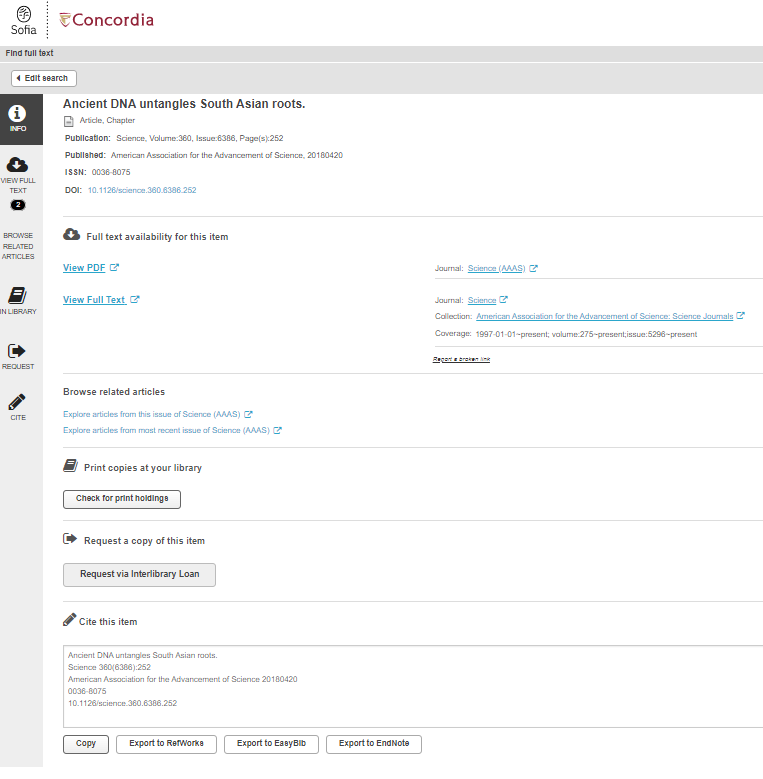 Sofia
Concordia
Find full text
Edit search
INFO
VIEW FULL
TEXT
2
BROWSE
RELATED
ARTICLES
IN LIBRARY
REQUEST
CITE
Ancient DNA untangles South Asian roots.
Article, Chapter
Publication: Science, Volume:360, Issue:6386, Page(s):252
Published: American Association for the Advancement of Science, 20180420
ISSN: 0036-8075
DOI: 10.1126/science.360.6386.252
Full text availability for this item
View PDF
Journal: Science (AAAS)
View Full Text
Journal: Science
Collection: American Association for the Advancement of Science: Science Journals
Coverage: 1997-01-01~present; volume:275~present;issue:5296~present
Report a broken link
Browse related articles
Explore articles from this issue of Science (AAAS)
Explore articles from most recent issue of Science (AAAS)
Print copies at your library
Check for print holdings
Request a copy of this item
Request via Interlibrary Loan
Cite this item
Ancient DNA untangles South Asian roots.
Science 360(6386):252
American Association for the Advancement of Science 20180420
0036-8075
10.1126/science.360.6386.252
Copy
Export to RefWorks
Export to EasyBib
Export to EndNote